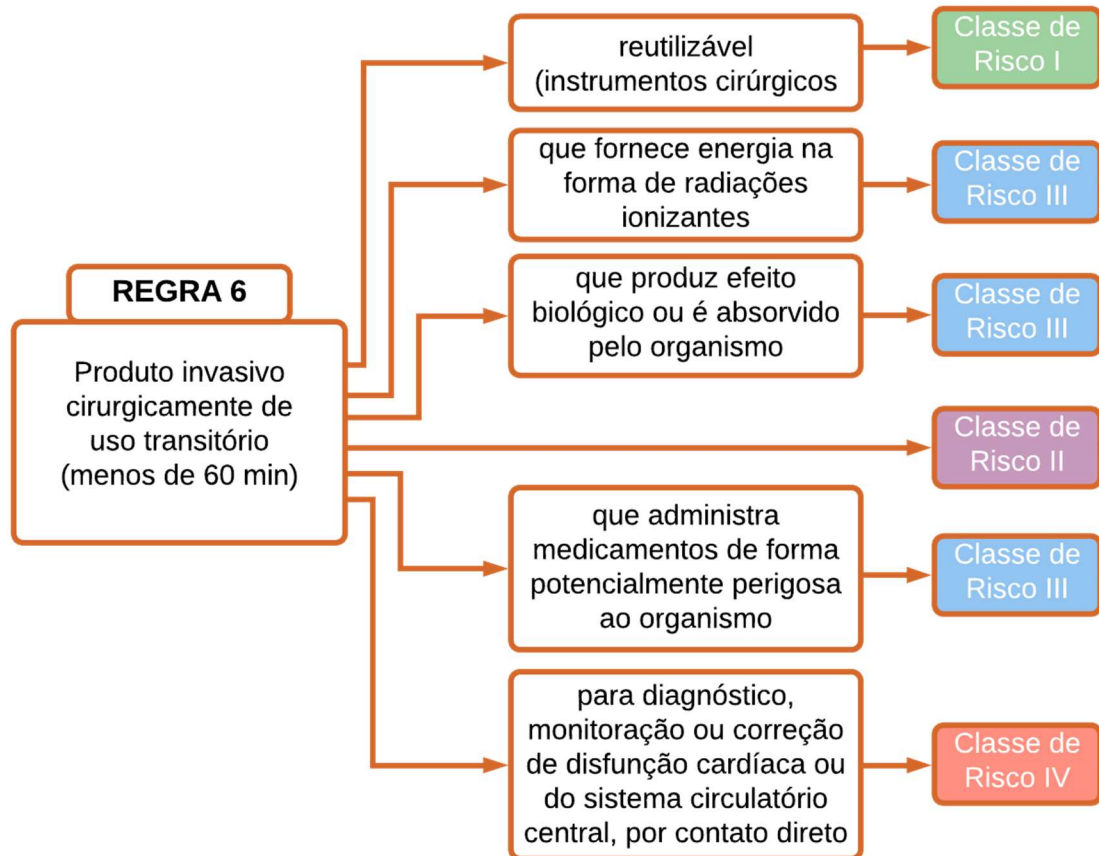 REGRA 6
Produto invasivo
cirurgicamente de
uso transitório
(menos de 60 min)
reutilizável
(instrumentos cirúrgicos
Classe de
Risco I
que fornece energia na
forma de radiações
ionizantes
Classe de
Risco III
que produz efeito
biológico ou é absorvido
pelo organismo
Classe de
Risco III
Classe de
Risco II
que administra
medicamentos de forma
potencialmente perigosa
ao organismo
Classe de
Risco III
para diagnóstico,
monitoração ou correção
de disfunção cardíaca ou
do sistema circulatório
central, por contato direto
Classe de
Risco IV